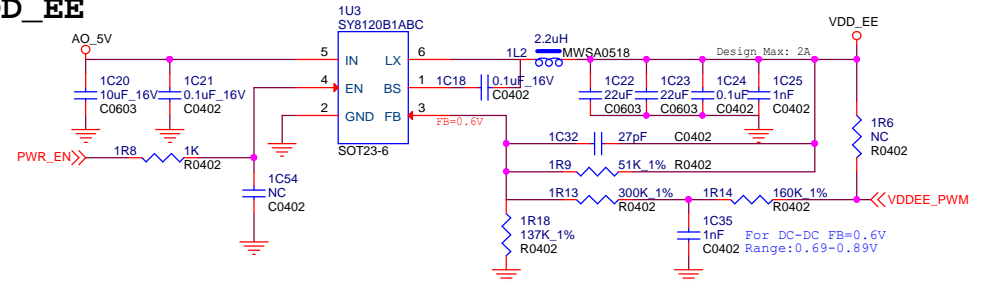 DD_EE
1U3
SY8120B1ABC
AO_5V
VDD_EE
5 IN LX 6
4 EN BS 1
2 GND FB 3
SOT23-6
FB=0.6V
1L2
2.2uH
MWSA0518
Design Max: 2A
1C20
10uF_16V
C0603
1C21
0.1uF_16V
C0402
1C18
0.1uF_16V
C0402
1C22
22uF
C0603
1C23
22uF
C0603
1C24
0.1uF
C0402
1C25
1nF
C0402
1R6
NC
R0402
PWR_EN
1R8
1K
R0402
1C54
NC
C0402
1C32
27pF
C0402
1R9
51K_1%
R0402
1R13
300K_1%
R0402
1R14
160K_1%
R0402
VDDEE_PWM
1R18
137K_1%
R0402
1C35
1nF
C0402
For DC-DC FB=0.6V
Range:0.69-0.89V